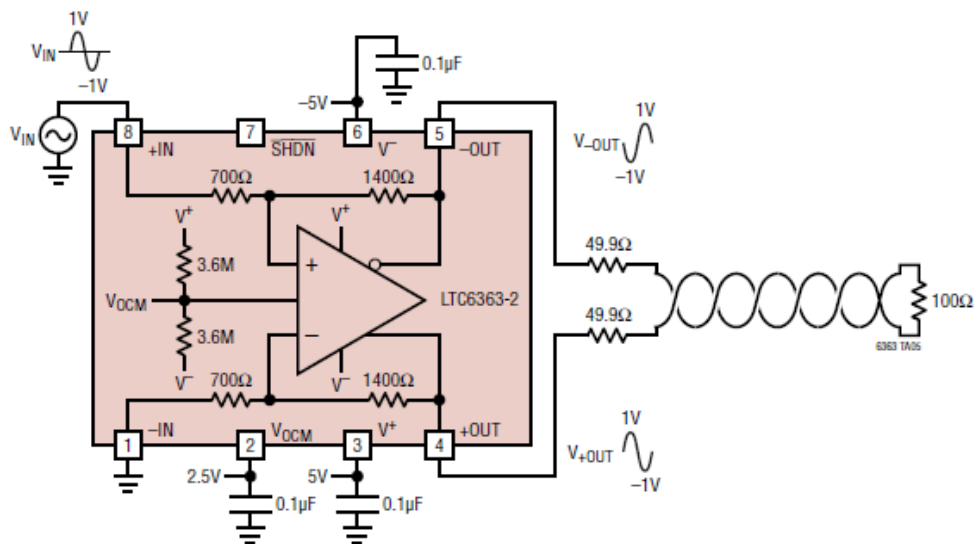 1V
VIN
−1V
0.1µF
−5V
VIN
8
7
6
5
+IN
SHDN
V−
−OUT
1V
V−OUT
−1V
700Ω
1400Ω
V+
V+
3.6M
+
LTC6363-2
49.9Ω
VOCM
100Ω
3.6M
−
49.9Ω
6363 TA05
V−
V−
700Ω
1400Ω
−IN
VOCM
V+
+OUT
1
2
3
4
1V
V+OUT
−1V
2.5V
5V
0.1µF
0.1µF